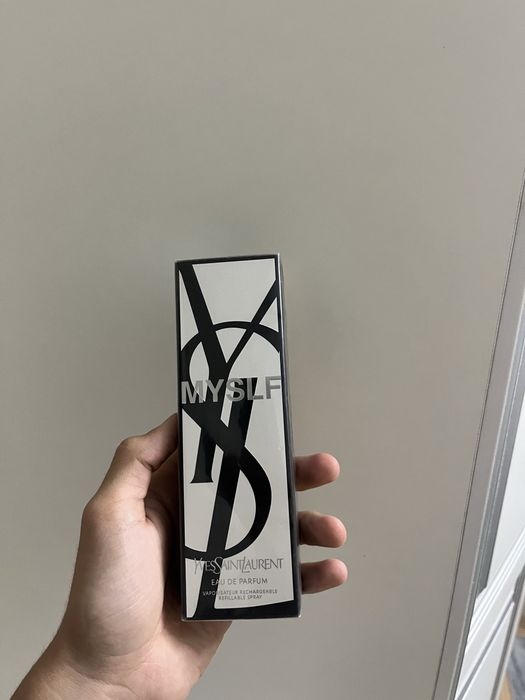 MYSLF
YVESSAINTLAURENT
EAU DE PARFUM
VAPORISATEUR RECHARGEABLE
REFILLABLE SPRAY